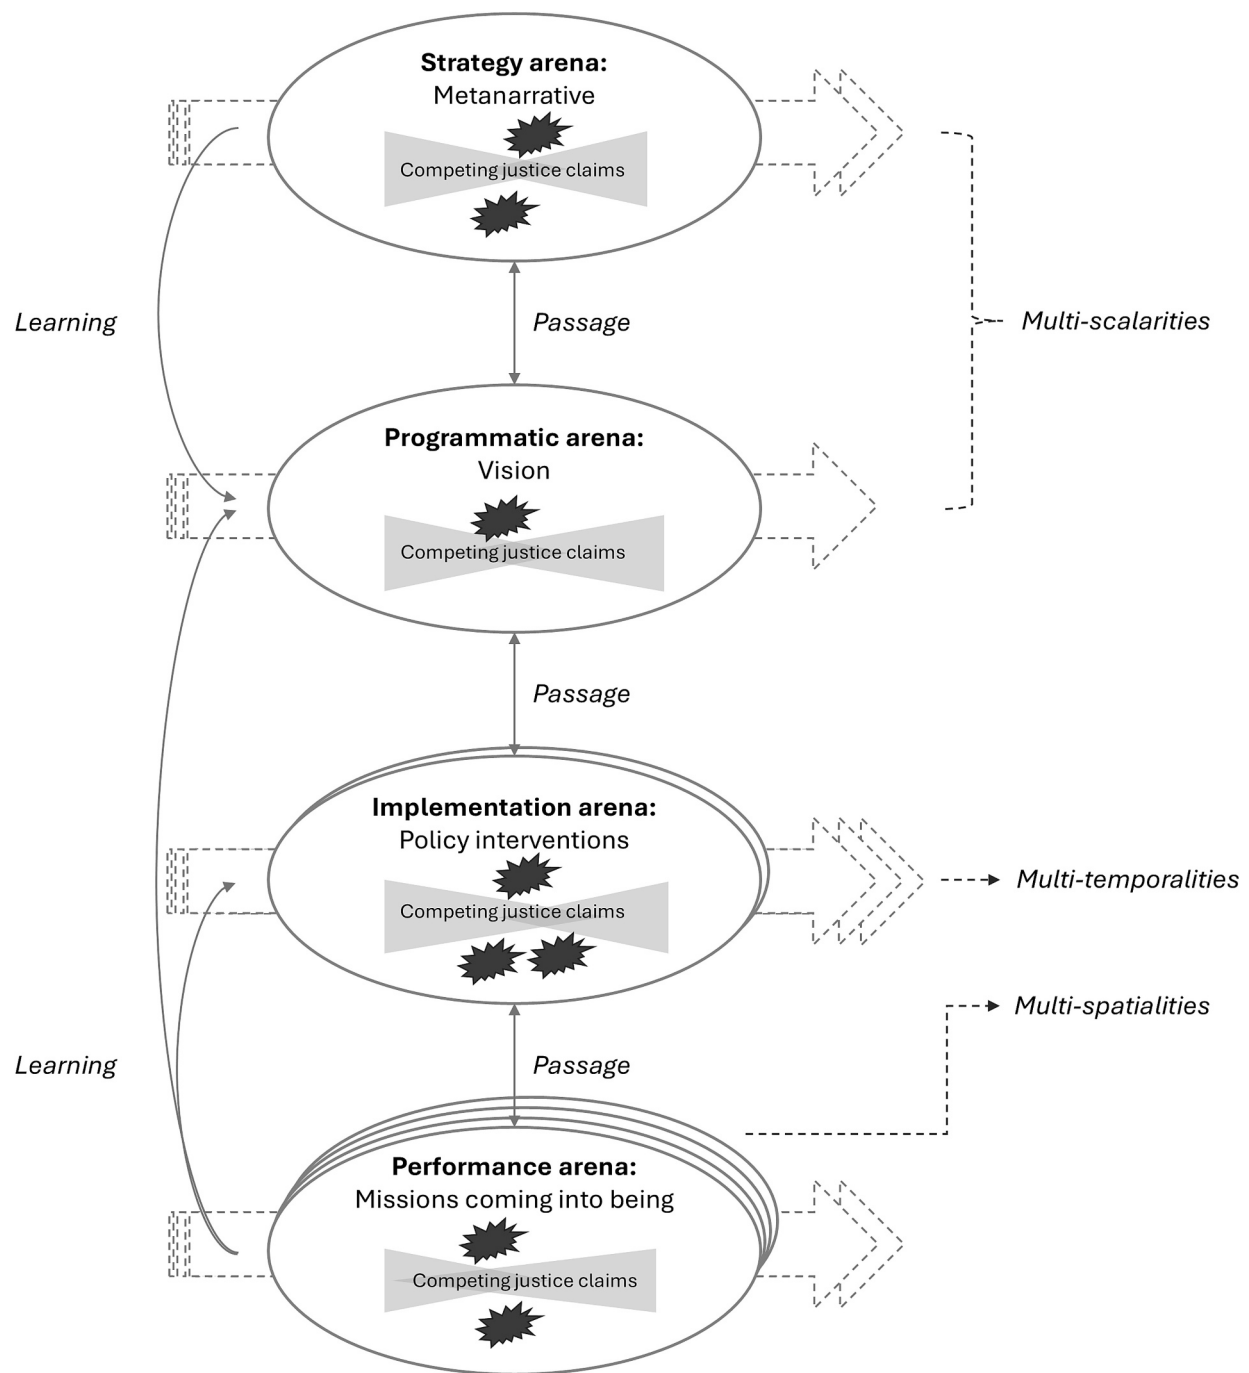 Strategy arena:
Metanarrative
Competing justice claims
Learning
Passage
Multi-scalarities
Programmatic arena:
Vision
Competing justice claims
Passage
Implementation arena:
Policy interventions
Competing justice claims
Multi-temporalities
Multi-spatialities
Learning
Passage
Performance arena:
Missions coming into being
Competing justice claims